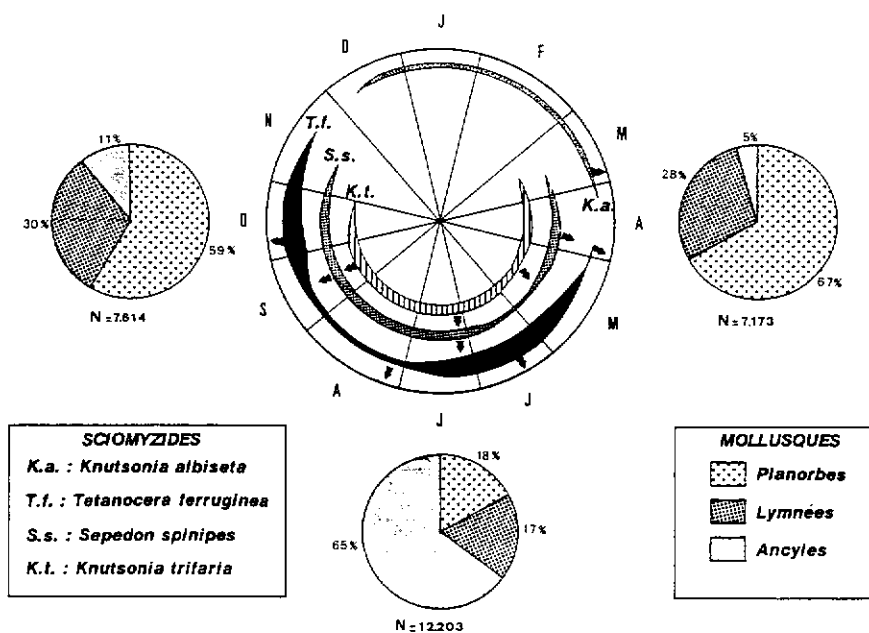 J
D
F
N
M
T.f.
S.s.
K.t.
K.a.
O
A
S
M
A
J
J
11%
30%
59%
N = 7.614
5%
28%
67%
N = 7.173
18%
17%
65%
N = 12.203
SCIOMYZIDES
K.a. : Knutsonia albiseta
T.f. : Tetanocera ferruginea
S.s. : Sepedon spinipes
K.t. : Knutsonia trifaria
MOLLUSQUES
Planorbes
Lymnées
Ancyles